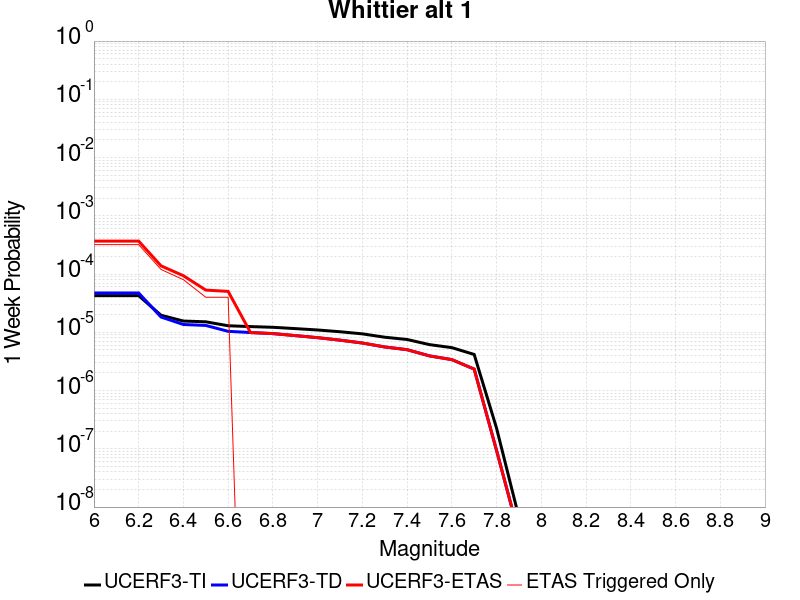 Whittier alt 1
10^0
10^-1
10^-2
10^-3
10^-4
10^-5
10^-6
10^-7
10^-8
1 Week Probability
6 6.2 6.4 6.6 6.8 7 7.2 7.4 7.6 7.8 8 8.2 8.4 8.6 8.8 9
Magnitude
UCERF3-TI UCERF3-TD UCERF3-ETAS ETAS Triggered Only